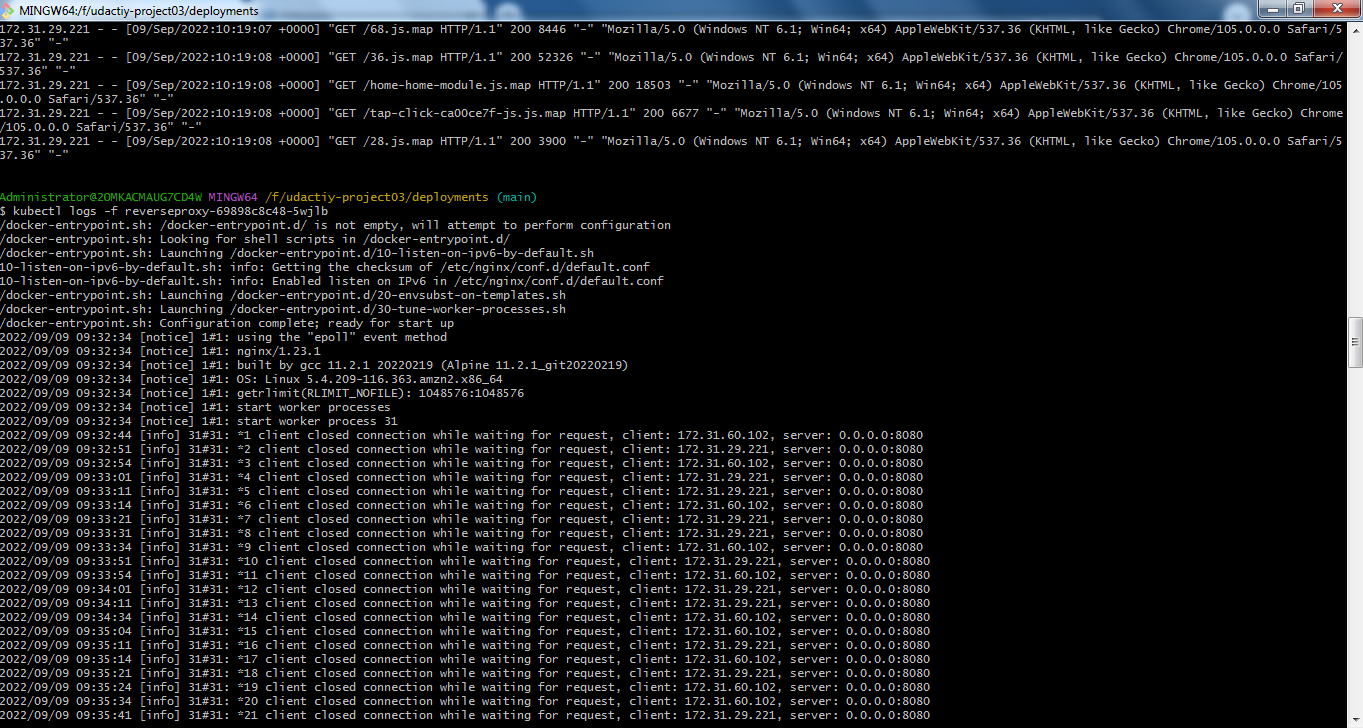 MINGW64:/f/udactiy-project03/deployments
172.31.29.221 - - [09/Sep/2022:10:19:07 +0000] "GET /68.js.map HTTP/1.1" 200 8446 "-" "Mozilla/5.0 (Windows NT 6.1; Win64; x64) AppleWebKit/537.36 (KHTML, like Gecko) Chrome/105.0.0.0 Safari/5
37.36" "-"
172.31.29.221 - - [09/Sep/2022:10:19:08 +0000] "GET /36.js.map HTTP/1.1" 200 52326 "-" "Mozilla/5.0 (Windows NT 6.1; Win64; x64) AppleWebKit/537.36 (KHTML, like Gecko) Chrome/105.0.0.0 Safari/
537.36" "-"
172.31.29.221 - - [09/Sep/2022:10:19:08 +0000] "GET /home-home-module.js.map HTTP/1.1" 200 18503 "-" "Mozilla/5.0 (Windows NT 6.1; Win64; x64) AppleWebKit/537.36 (KHTML, like Gecko) Chrome/105
.0.0.0 Safari/537.36" "-"
172.31.29.221 - - [09/Sep/2022:10:19:08 +0000] "GET /tap-click-ca00ce7f-js.js.map HTTP/1.1" 200 6677 "-" "Mozilla/5.0 (Windows NT 6.1; Win64; x64) AppleWebKit/537.36 (KHTML, like Gecko) Chrome
/105.0.0.0 Safari/537.36" "-"
172.31.29.221 - - [09/Sep/2022:10:19:08 +0000] "GET /28.js.map HTTP/1.1" 200 3900 "-" "Mozilla/5.0 (Windows NT 6.1; Win64; x64) AppleWebKit/537.36 (KHTML, like Gecko) Chrome/105.0.0.0 Safari/5
37.36" "-"
Administrator@2OMKACMAUG7CD4W MINGW64 /f/udactiy-project03/deployments (main)
$ kubectl logs -f reverseproxy-69898c8c48-5wjlb
/docker-entrypoint.sh: /docker-entrypoint.d/ is not empty, will attempt to perform configuration
/docker-entrypoint.sh: Looking for shell scripts in /docker-entrypoint.d/
/docker-entrypoint.sh: Launching /docker-entrypoint.d/10-listen-on-ipv6-by-default.sh
10-listen-on-ipv6-by-default.sh: info: Getting the checksum of /etc/nginx/conf.d/default.conf
10-listen-on-ipv6-by-default.sh: info: Enabled listen on IPv6 in /etc/nginx/conf.d/default.conf
/docker-entrypoint.sh: Launching /docker-entrypoint.d/20-envsubst-on-templates.sh
/docker-entrypoint.sh: Launching /docker-entrypoint.d/30-tune-worker-processes.sh
/docker-entrypoint.sh: Configuration complete; ready for start up
2022/09/09 09:32:34 [notice] 1#1: using the "epoll" event method
2022/09/09 09:32:34 [notice] 1#1: nginx/1.23.1
2022/09/09 09:32:34 [notice] 1#1: built by gcc 11.2.1 20220219 (Alpine 11.2.1_git20220219)
2022/09/09 09:32:34 [notice] 1#1: OS: Linux 5.4.209-116.363.amzn2.x86_64
2022/09/09 09:32:34 [notice] 1#1: getrlimit(RLIMIT_NOFILE): 1048576:1048576
2022/09/09 09:32:34 [notice] 1#1: start worker processes
2022/09/09 09:32:34 [notice] 1#1: start worker process 31
2022/09/09 09:32:44 [info] 31#31: *1 client closed connection while waiting for request, client: 172.31.60.102, server: 0.0.0.0:8080
2022/09/09 09:32:51 [info] 31#31: *2 client closed connection while waiting for request, client: 172.31.29.221, server: 0.0.0.0:8080
2022/09/09 09:32:54 [info] 31#31: *3 client closed connection while waiting for request, client: 172.31.60.102, server: 0.0.0.0:8080
2022/09/09 09:33:01 [info] 31#31: *4 client closed connection while waiting for request, client: 172.31.29.221, server: 0.0.0.0:8080
2022/09/09 09:33:11 [info] 31#31: *5 client closed connection while waiting for request, client: 172.31.29.221, server: 0.0.0.0:8080
2022/09/09 09:33:14 [info] 31#31: *6 client closed connection while waiting for request, client: 172.31.60.102, server: 0.0.0.0:8080
2022/09/09 09:33:21 [info] 31#31: *7 client closed connection while waiting for request, client: 172.31.29.221, server: 0.0.0.0:8080
2022/09/09 09:33:31 [info] 31#31: *8 client closed connection while waiting for request, client: 172.31.29.221, server: 0.0.0.0:8080
2022/09/09 09:33:34 [info] 31#31: *9 client closed connection while waiting for request, client: 172.31.60.102, server: 0.0.0.0:8080
2022/09/09 09:33:51 [info] 31#31: *10 client closed connection while waiting for request, client: 172.31.29.221, server: 0.0.0.0:8080
2022/09/09 09:33:54 [info] 31#31: *11 client closed connection while waiting for request, client: 172.31.60.102, server: 0.0.0.0:8080
2022/09/09 09:34:01 [info] 31#31: *12 client closed connection while waiting for request, client: 172.31.29.221, server: 0.0.0.0:8080
2022/09/09 09:34:11 [info] 31#31: *13 client closed connection while waiting for request, client: 172.31.29.221, server: 0.0.0.0:8080
2022/09/09 09:34:34 [info] 31#31: *14 client closed connection while waiting for request, client: 172.31.60.102, server: 0.0.0.0:8080
2022/09/09 09:35:04 [info] 31#31: *15 client closed connection while waiting for request, client: 172.31.60.102, server: 0.0.0.0:8080
2022/09/09 09:35:11 [info] 31#31: *16 client closed connection while waiting for request, client: 172.31.29.221, server: 0.0.0.0:8080
2022/09/09 09:35:14 [info] 31#31: *17 client closed connection while waiting for request, client: 172.31.60.102, server: 0.0.0.0:8080
2022/09/09 09:35:21 [info] 31#31: *18 client closed connection while waiting for request, client: 172.31.29.221, server: 0.0.0.0:8080
2022/09/09 09:35:24 [info] 31#31: *19 client closed connection while waiting for request, client: 172.31.60.102, server: 0.0.0.0:8080
2022/09/09 09:35:34 [info] 31#31: *20 client closed connection while waiting for request, client: 172.31.60.102, server: 0.0.0.0:8080
2022/09/09 09:35:41 [info] 31#31: *21 client closed connection while waiting for request, client: 172.31.29.221, server: 0.0.0.0:8080